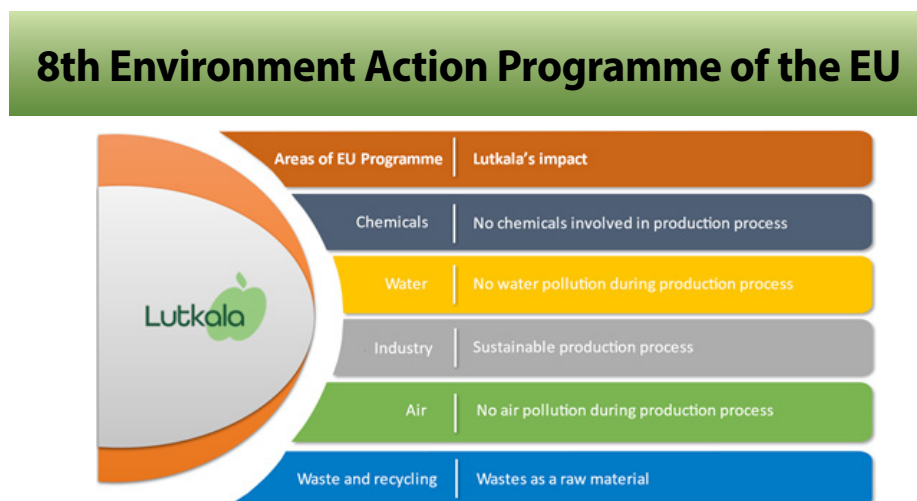 8th Environment Action Programme of the EU
Areas of EU Programme Lutkala's impact
Chemicals No chemicals involved in production process
Water No water pollution during production process
Lutkala
Industry Sustainable production process
Air No air pollution during production process
Waste and recycling Wastes as a raw material